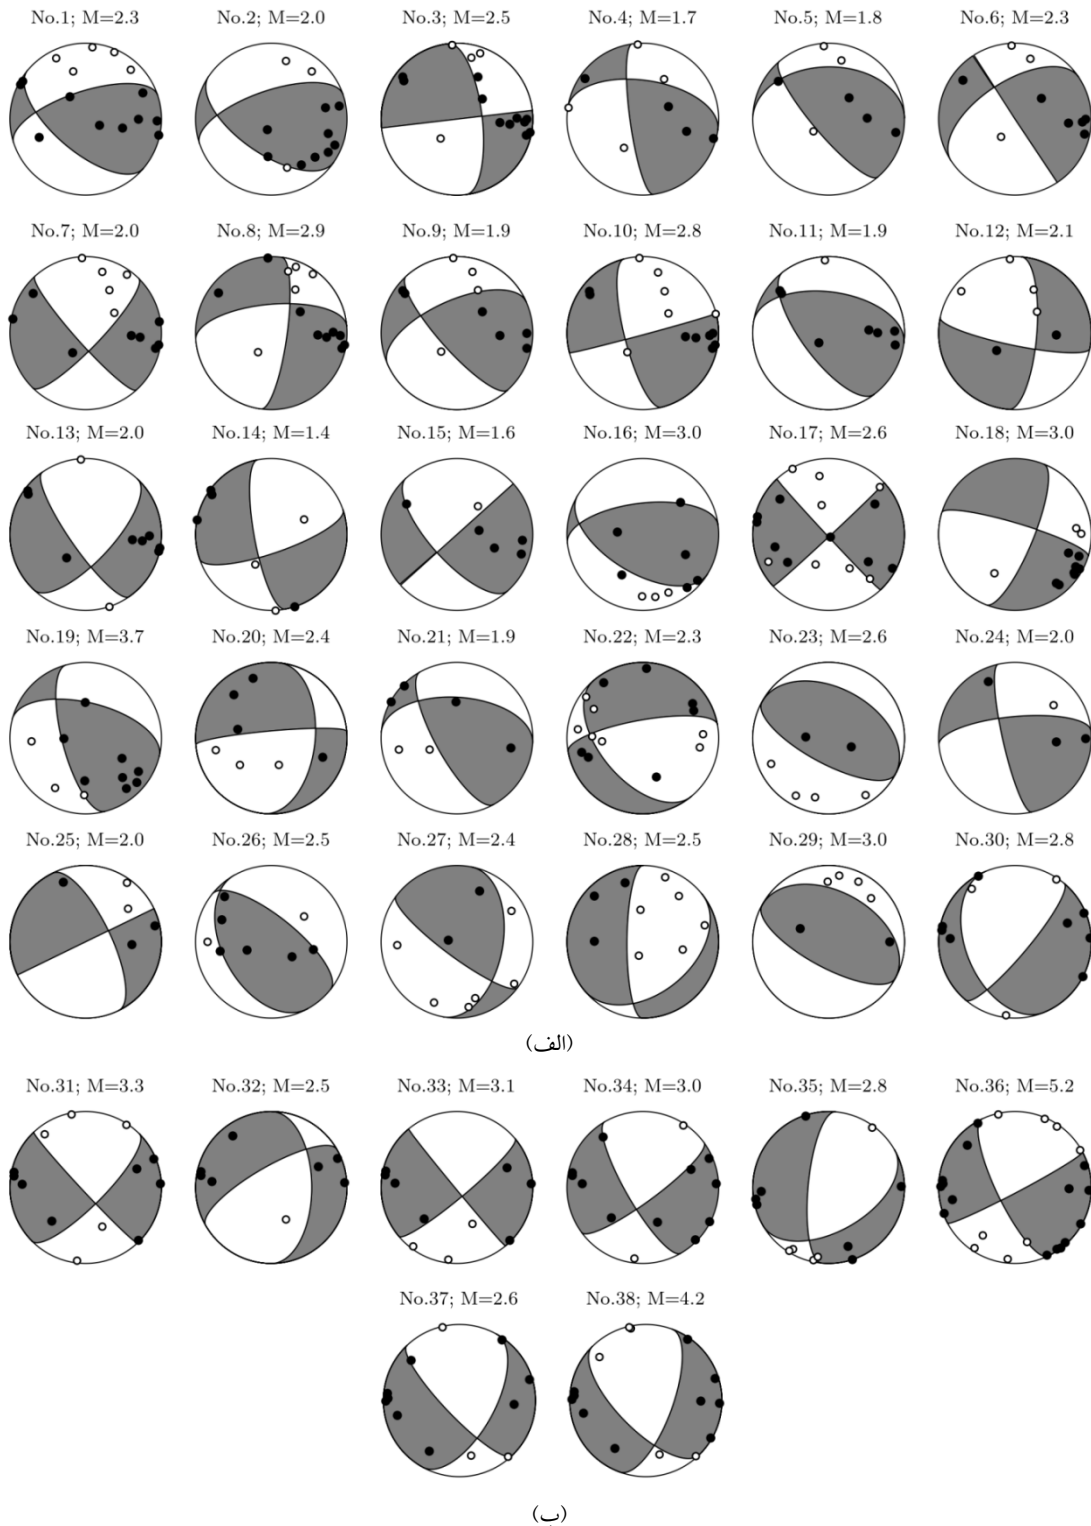 No.1; M=2.3 No.2; M=2.0 No.3; M=2.5 No.4; M=1.7 No.5; M=1.8 No.6; M=2.3
No.7; M=2.0 No.8; M=2.9 No.9; M=1.9 No.10; M=2.8 No.11; M=1.9 No.12; M=2.1
No.13; M=2.0 No.14; M=1.4 No.15; M=1.6 No.16; M=3.0 No.17; M=2.6 No.18; M=3.0
No.19; M=3.7 No.20; M=2.4 No.21; M=1.9 No.22; M=2.3 No.23; M=2.6 No.24; M=2.0
No.25; M=2.0 No.26; M=2.5 No.27; M=2.4 No.28; M=2.5 No.29; M=3.0 No.30; M=2.8
(الف)
No.31; M=3.3 No.32; M=2.5 No.33; M=3.1 No.34; M=3.0 No.35; M=2.8 No.36; M=5.2
No.37; M=2.6 No.38; M=4.2
(ب)